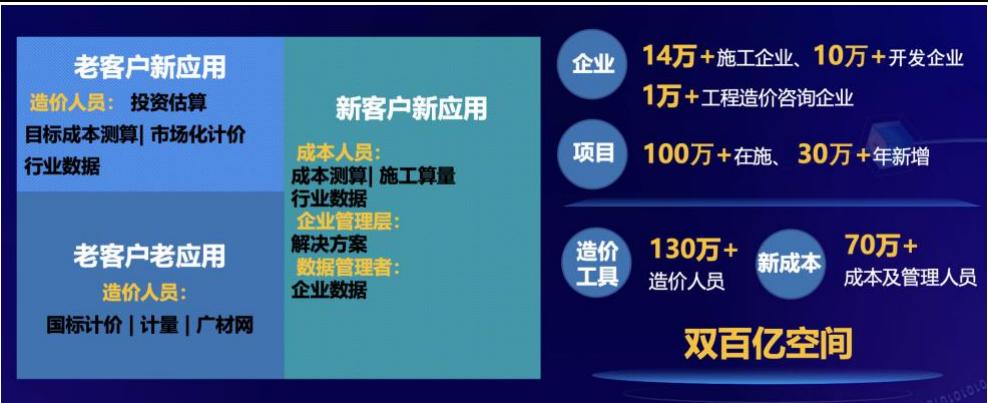 老客户新应用
造价人员： 投资估算
目标成本测算| 市场化计价
行业数据
老客户老应用
造价人员：
国标计价 | 计量 | 广材网
新客户新应用
成本人员：
成本测算| 施工算量
行业数据
企业管理层：
解决方案
数据管理者：
企业数据
企业
14万+施工企业、10万+开发企业
1万+工程造价咨询企业
项目
100万+在施、30万+年新增
造价
工具
130万+
造价人员
新成本
70万+
成本及管理人员
双百亿空间